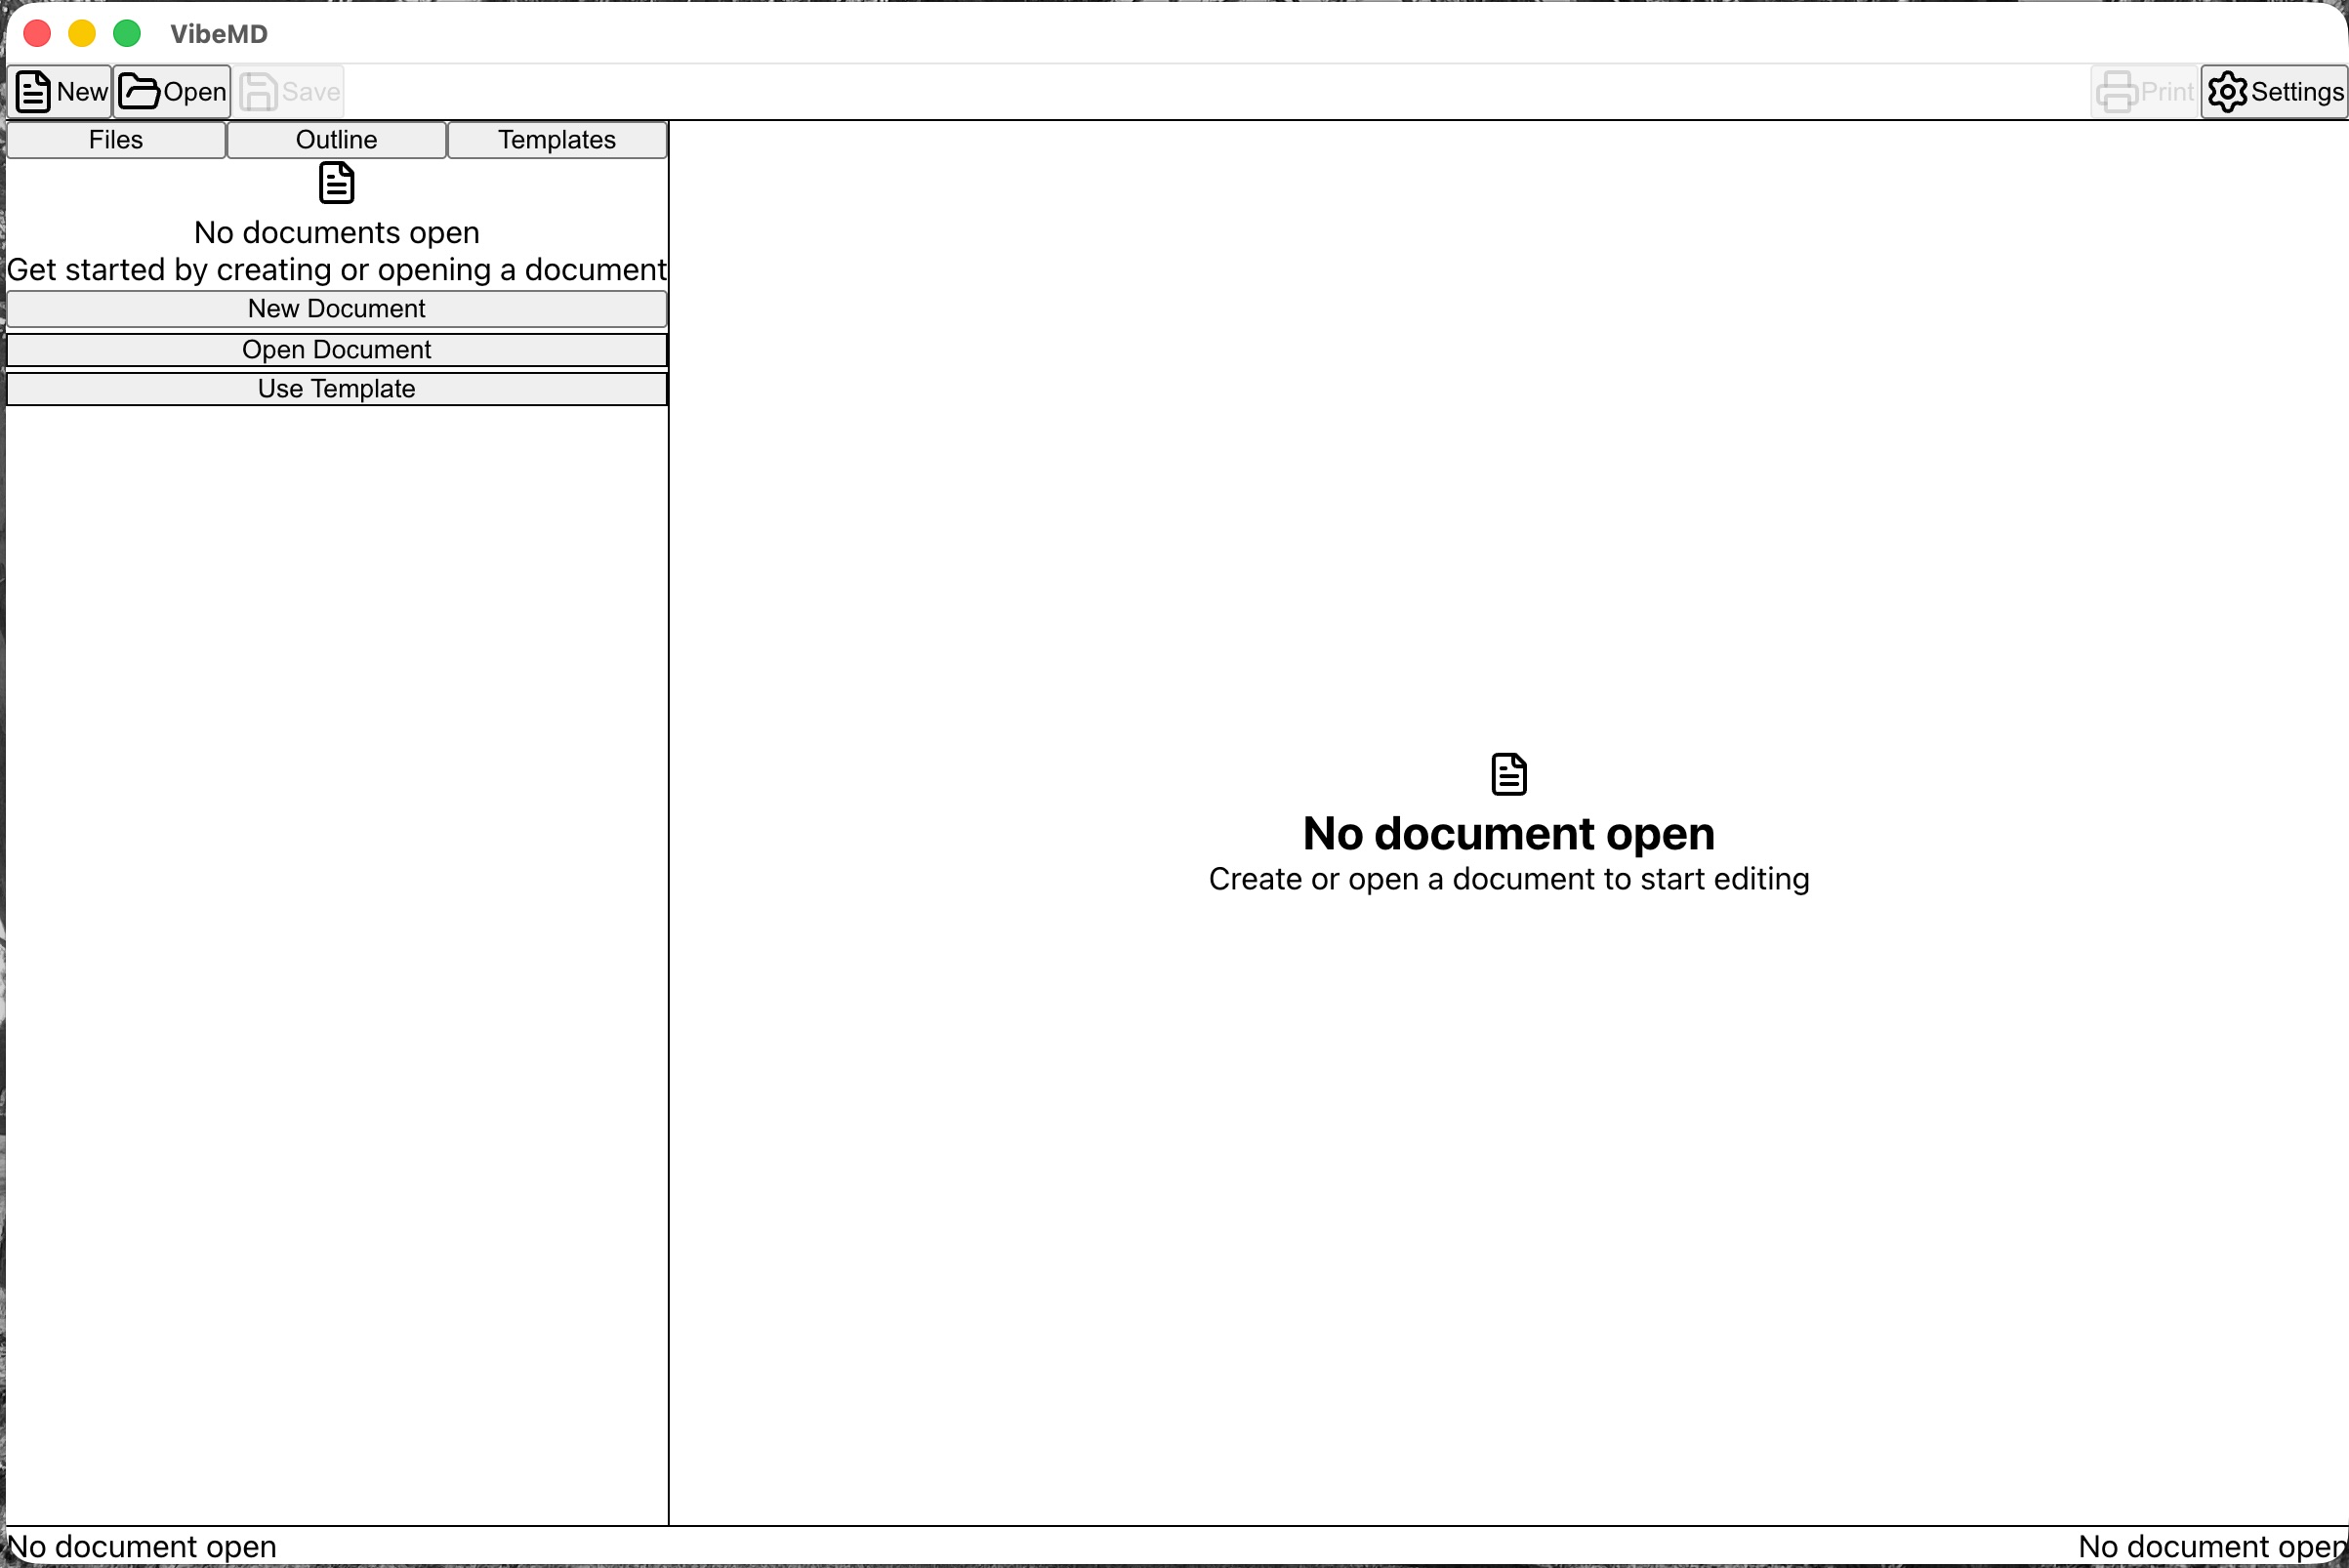 VibeMD
New Open Save Print Settings
Files Outline Templates
No documents open
Get started by creating or opening a document
New Document
Open Document
Use Template
No document open
Create or open a document to start editing
No document open No document open